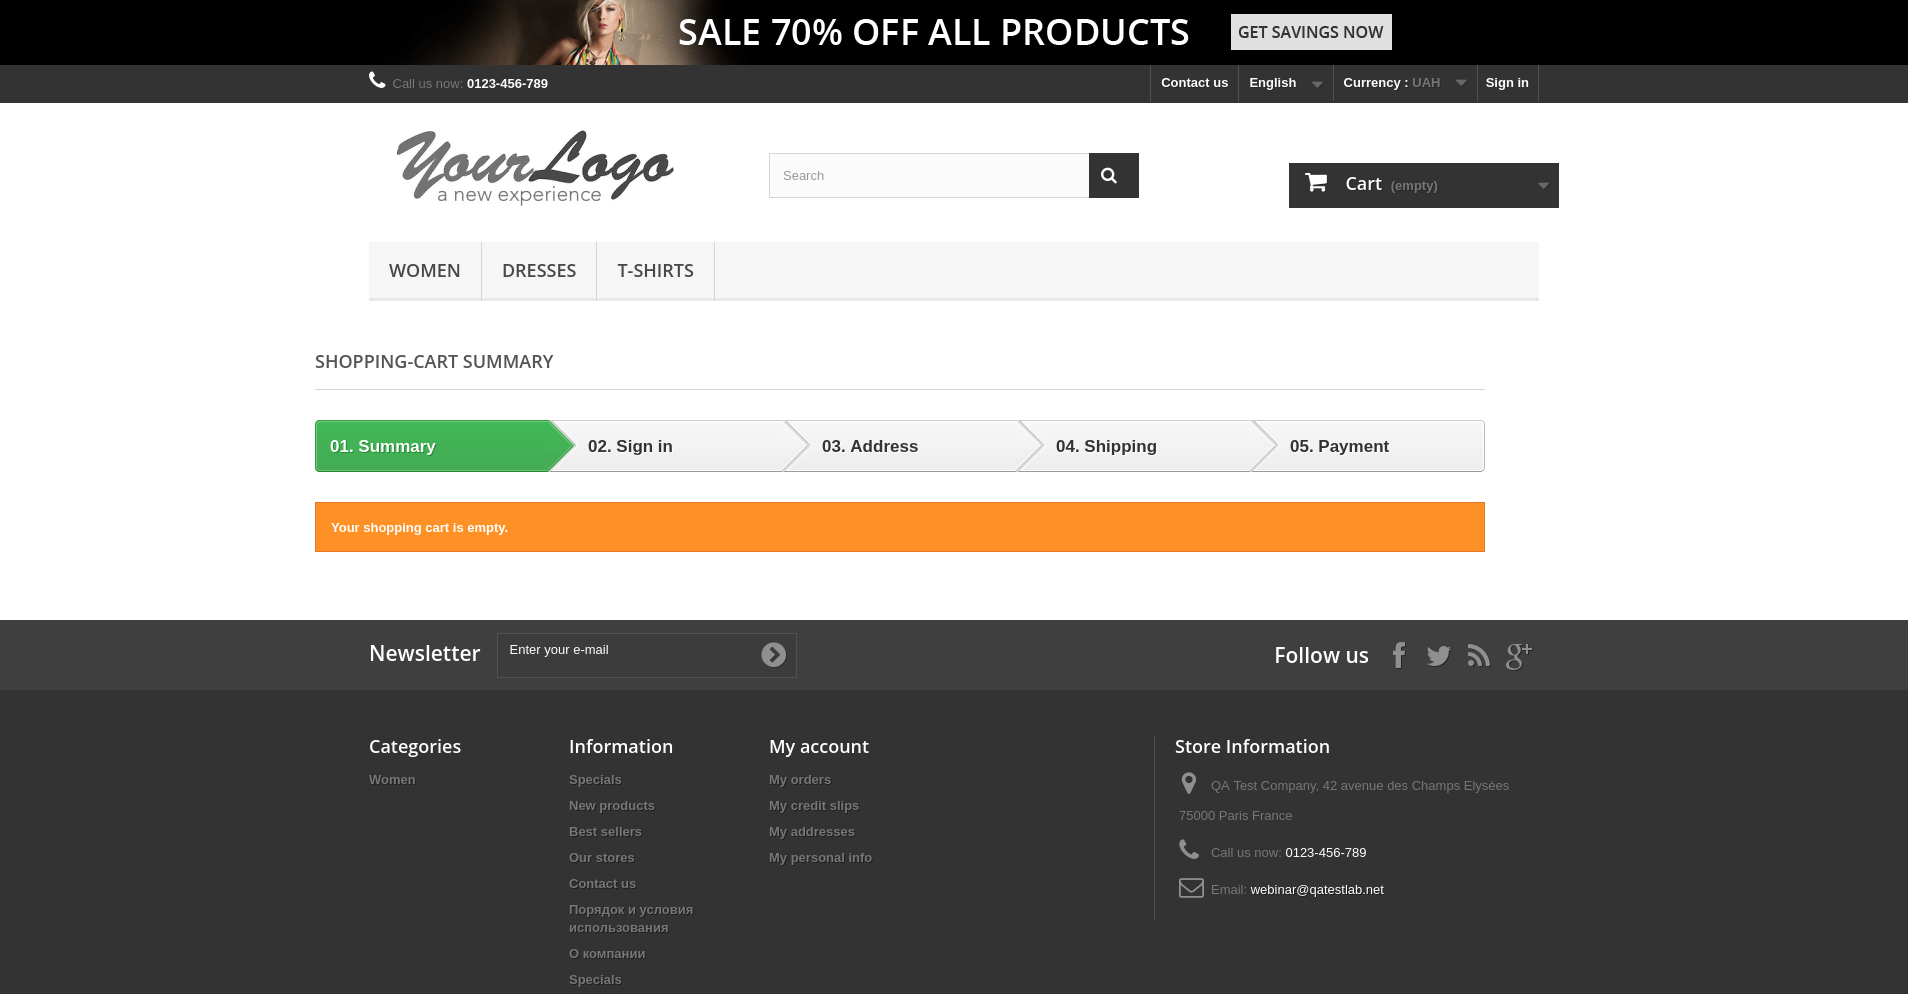 SALE 70% OFF ALL PRODUCTS
GET SAVINGS NOW
Call us now: 0123-456-789
Contact us
English
Currency : UAH
Sign in
YourLogo
a new experience
Search
Cart (empty)
WOMEN
DRESSES
T-SHIRTS
SHOPPING-CART SUMMARY
01. Summary
02. Sign in
03. Address
04. Shipping
05. Payment
Your shopping cart is empty.
Newsletter
Enter your e-mail
Follow us
Categories
Women
Information
Specials
New products
Best sellers
Our stores
Contact us
Порядок и условия
использования
О компании
Specials
My account
My orders
My credit slips
My addresses
My personal info
Store Information
QA Test Company, 42 avenue des Champs Elysées
75000 Paris France
Call us now: 0123-456-789
Email: webinar@qatestlab.net